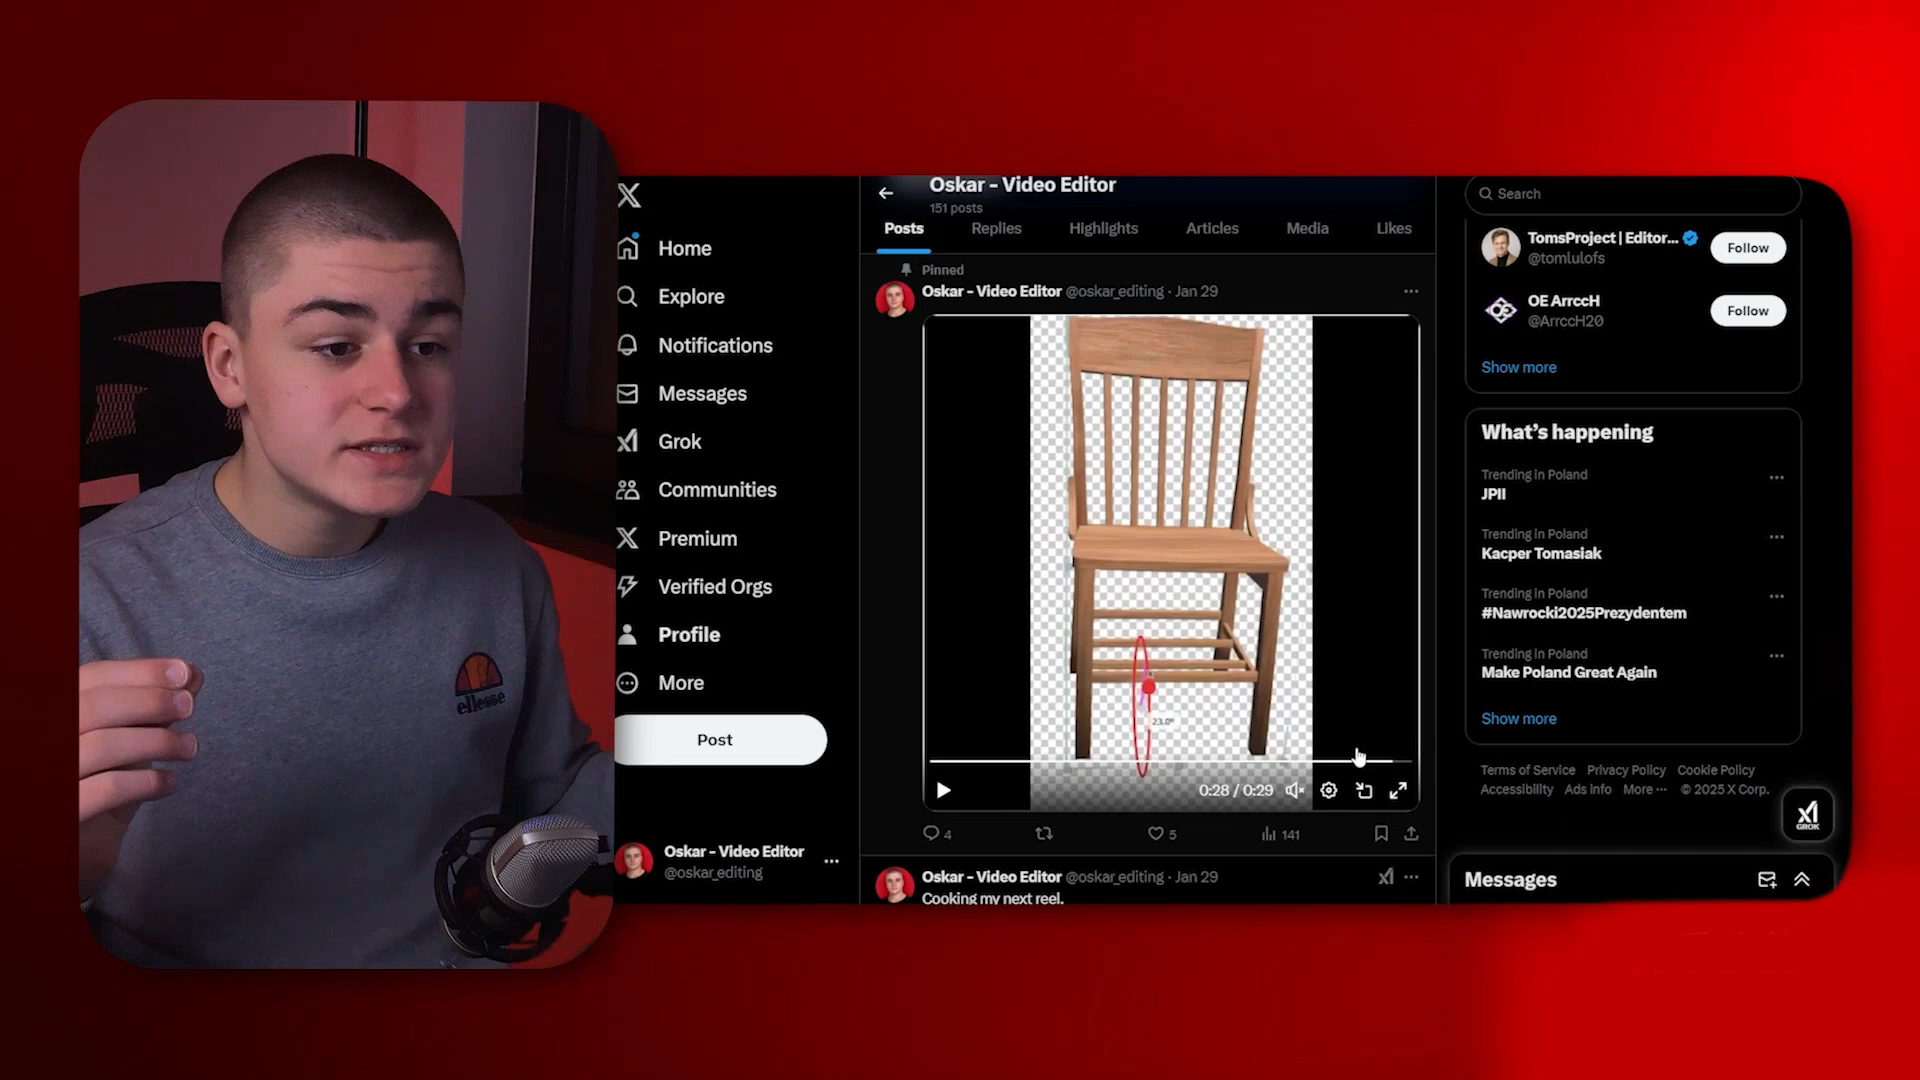 ellesse
X
Home
Explore
Notifications
Messages
Grok
Communities
Premium
Verified Orgs
Profile
More
Post
Oskar - Video Editor
@oskar_editing
Oskar - Video Editor
151 posts
Posts Replies Highlights Articles Media Likes
Pinned
Oskar - Video Editor @oskar_editing · Jan 29
23.0°
0:28 / 0:29
4 5 141
Oskar - Video Editor @oskar_editing · Jan 29
Cooking my next reel.
Search
TomsProject | Editor...
@tomlulofs
Follow
OE ArrccH
@ArrccH20
Follow
Show more
What's happening
Trending in Poland
JPII
Trending in Poland
Kacper Tomasiak
Trending in Poland
#Nawrocki2025Prezydentem
Trending in Poland
Make Poland Great Again
Show more
Terms of Service Privacy Policy Cookie Policy
Accessibility Ads info More ··· © 2025 X Corp.
GROK
Messages